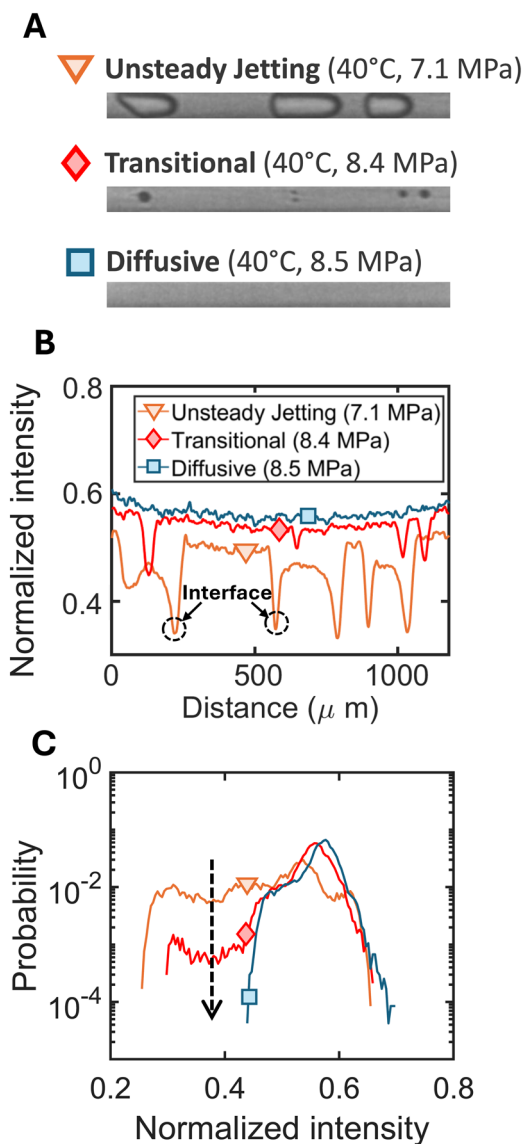 A
Unsteady Jetting (40°C, 7.1 MPa)
Transitional (40°C, 8.4 MPa)
Diffusive (40°C, 8.5 MPa)
B
Normalized intensity
0.8
0.6
0.4
Unsteady Jetting (7.1 MPa)
Transitional (8.4 MPa)
Diffusive (8.5 MPa)
Interface
0 500 1000
Distance (μ m)
C
Probability
10⁰
10⁻²
10⁻⁴
0.2 0.4 0.6 0.8
Normalized intensity